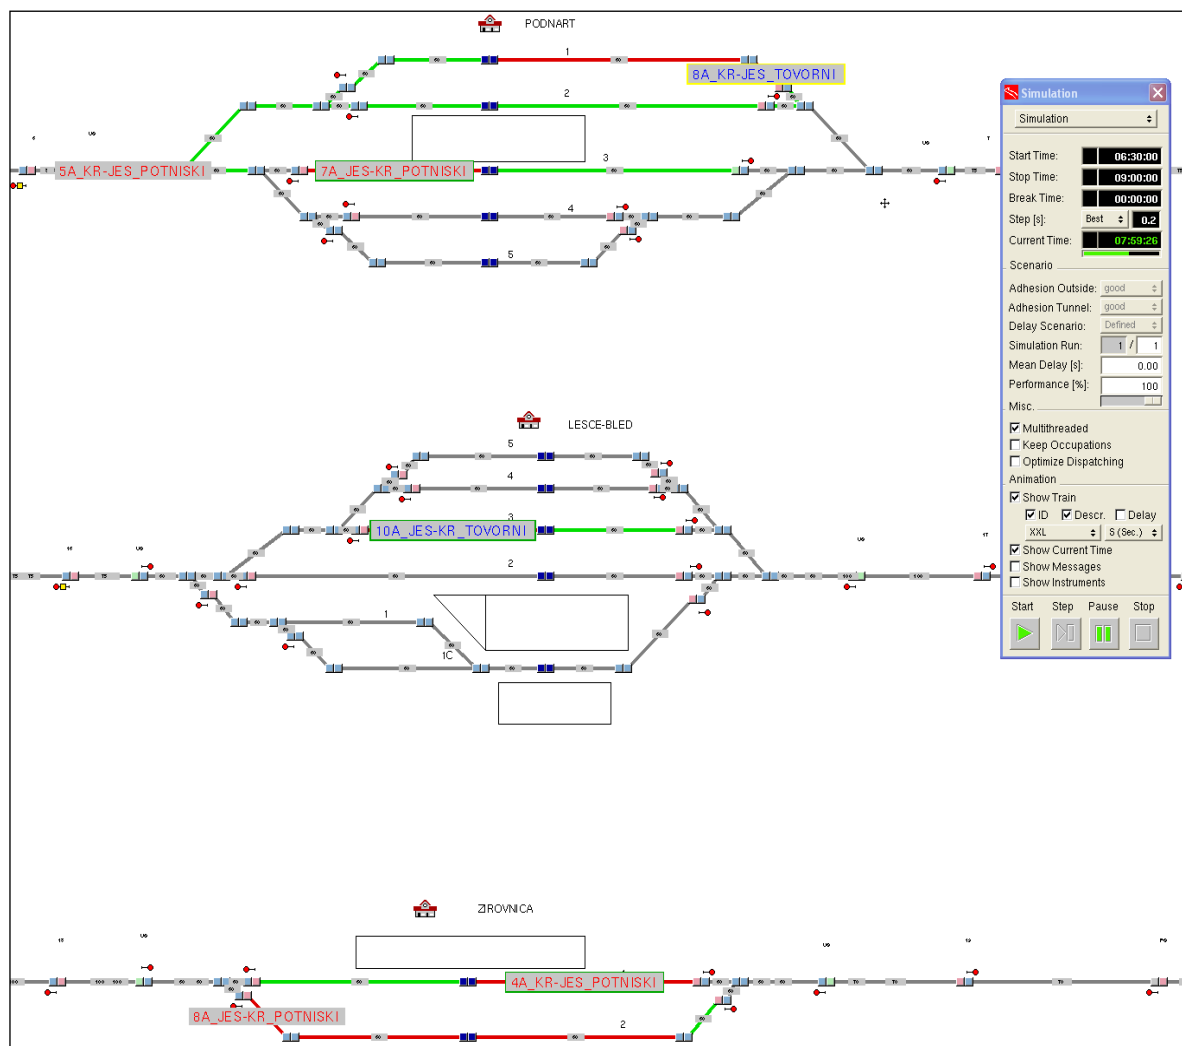 PODNART
1
8A_KR-JES_TOVORNI
2
3
5A_KR-JES_POTNISKI
7A_JES-KR_POTNISKI
4
5
LESCE-BLED
5
4
3
10A_JES-KR_TOVORNI
2
1
1C
ZIROVNICA
4A_KR-JES_POTNISKI
8A_JES-KR_POTNISKI
2
Simulation
Simulation
Start Time: 06:30:00
Stop Time: 09:00:00
Break Time: 00:00:00
Step [s]: Best 0.2
Current Time: 07:59:26
Scenario
Adhesion Outside: good
Adhesion Tunnel: good
Delay Scenario: Defined
Simulation Run: 1 / 1
Mean Delay [s]: 0.00
Performance [%]: 100
Misc.
Multithreaded
Keep Occupations
Optimize Dispatching
Animation
Show Train
ID Descr. Delay
XXL S (Sec.)
Show Current Time
Show Messages
Show Instruments
Start Step Pause Stop